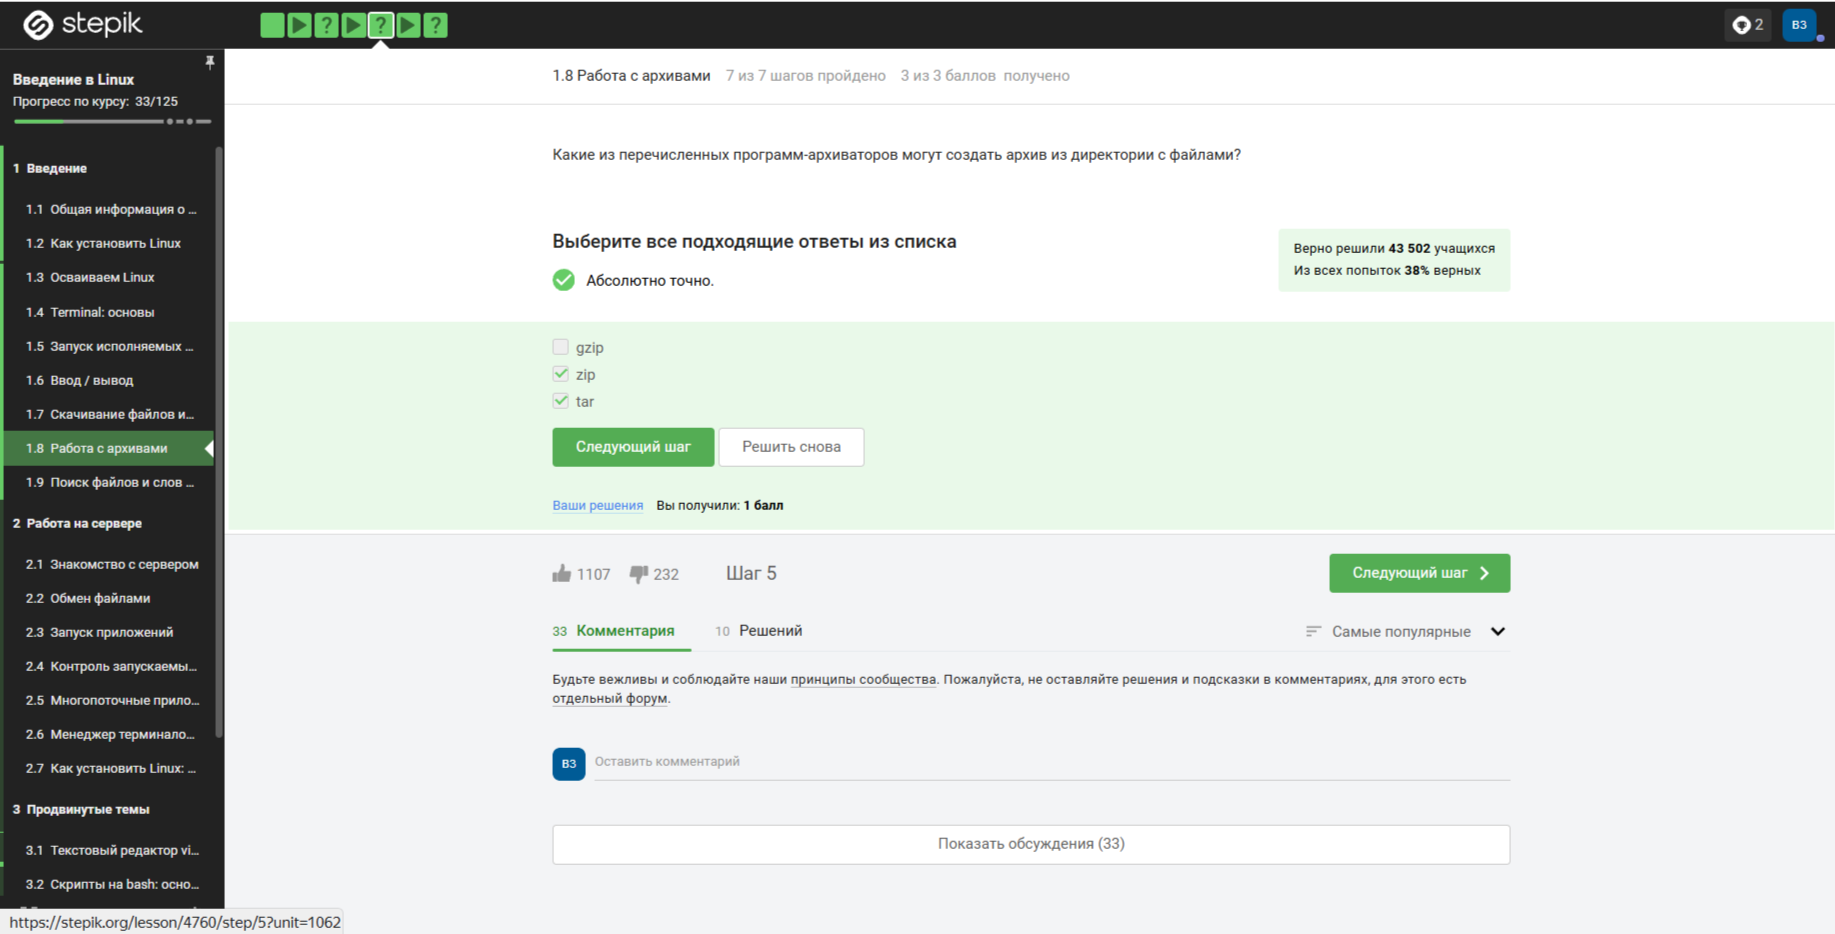 stepik
2
ВЗ
Введение в Linux
Прогресс по курсу: 33/125
1 Введение
1.1 Общая информация о ...
1.2 Как установить Linux
1.3 Осваиваем Linux
1.4 Terminal: основы
1.5 Запуск исполняемых ...
1.6 Ввод / вывод
1.7 Скачивание файлов и...
1.8 Работа с архивами
1.9 Поиск файлов и слов ...
2 Работа на сервере
2.1 Знакомство с сервером
2.2 Обмен файлами
2.3 Запуск приложений
2.4 Контроль запускаемы...
2.5 Многопоточные прило...
2.6 Менеджер терминало...
2.7 Как установить Linux: ...
3 Продвинутые темы
3.1 Текстовый редактор vi...
3.2 Скрипты на bash: осно...
https://stepik.org/lesson/4760/step/5?unit=1062
1.8 Работа с архивами 7 из 7 шагов пройдено 3 из 3 баллов получено
Какие из перечисленных программ-архиваторов могут создать архив из директории с файлами?
Выберите все подходящие ответы из списка
Абсолютно точно.
Верно решили 43 502 учащихся
Из всех попыток 38% верных
gzip
zip
tar
Следующий шаг
Решить снова
Ваши решения Вы получили: 1 балл
1107 232 Шаг 5
Следующий шаг
33 Комментария 10 Решений
Самые популярные
Будьте вежливы и соблюдайте наши принципы сообщества. Пожалуйста, не оставляйте решения и подсказки в комментариях, для этого есть
отдельный форум.
ВЗ Оставить комментарий
Показать обсуждения (33)